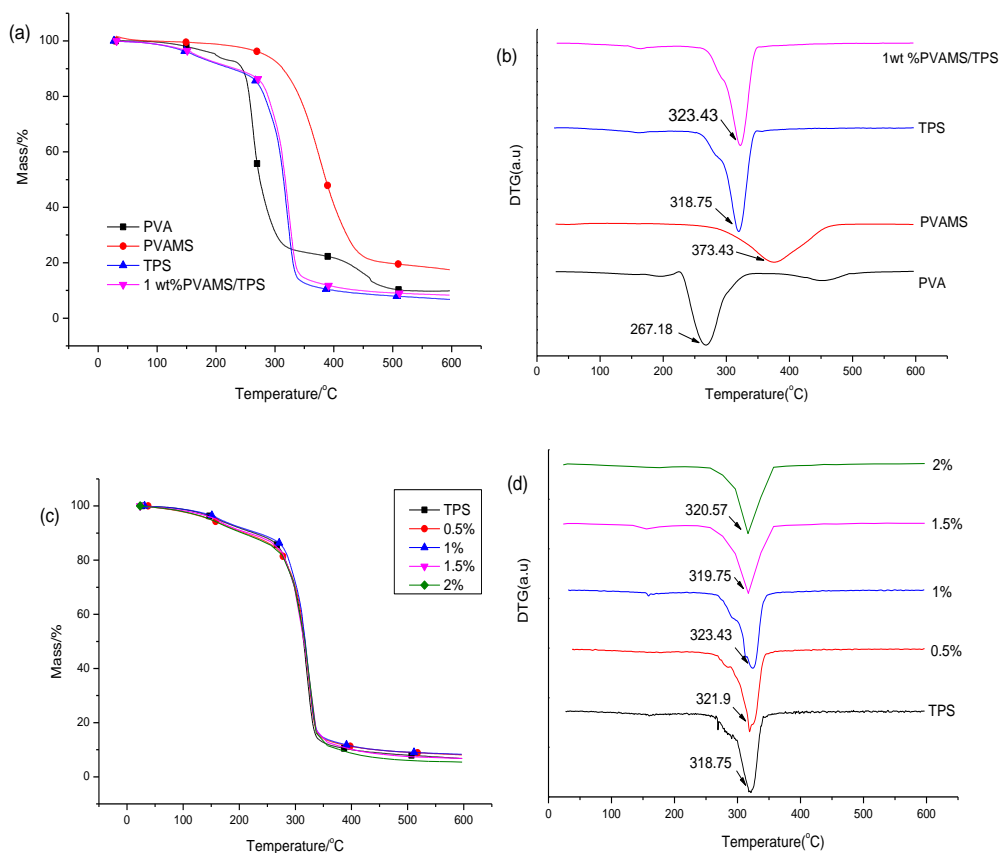 (a)
100
80
60
40
20
0
Mass/%
PVA
PVAMS
TPS
1 wt%PVAMS/TPS
0 100 200 300 400 500 600
Temperature/°C
(b)
1wt %PVAMS/TPS
323.43
TPS
318.75
PVAMS
373.43
PVA
267.18
DTG(a.u)
0 100 200 300 400 500 600
Temperature(°C)
(c)
100
80
60
40
20
0
Mass/%
TPS
0.5%
1%
1.5%
2%
0 100 200 300 400 500 600
Temperature/°C
(d)
2%
320.57
1.5%
319.75
1%
323.43
0.5%
321.9
TPS
318.75
DTG(a.u)
0 100 200 300 400 500 600
Temperature(°C)